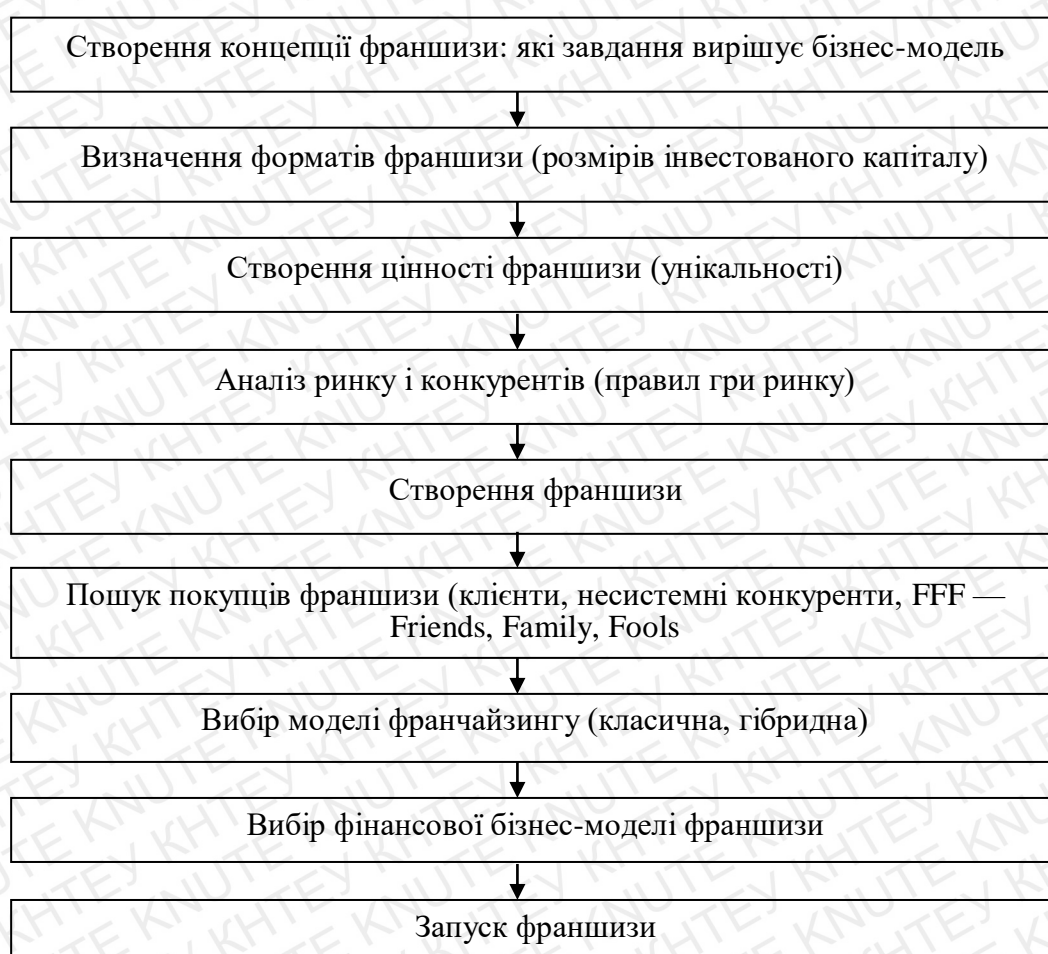 Створення концепції франшизи: які завдання вирішує бізнес-модель
Визначення форматів франшизи (розмірів інвестованого капіталу)
Створення цінності франшизи (унікальності)
Аналіз ринку і конкурентів (правил гри ринку)
Створення франшизи
Пошук покупців франшизи (клієнти, несистемні конкуренти, FFF —
Friends, Family, Fools
Вибір моделі франчайзингу (класична, гібридна)
Вибір фінансової бізнес-моделі франшизи
Запуск франшизи